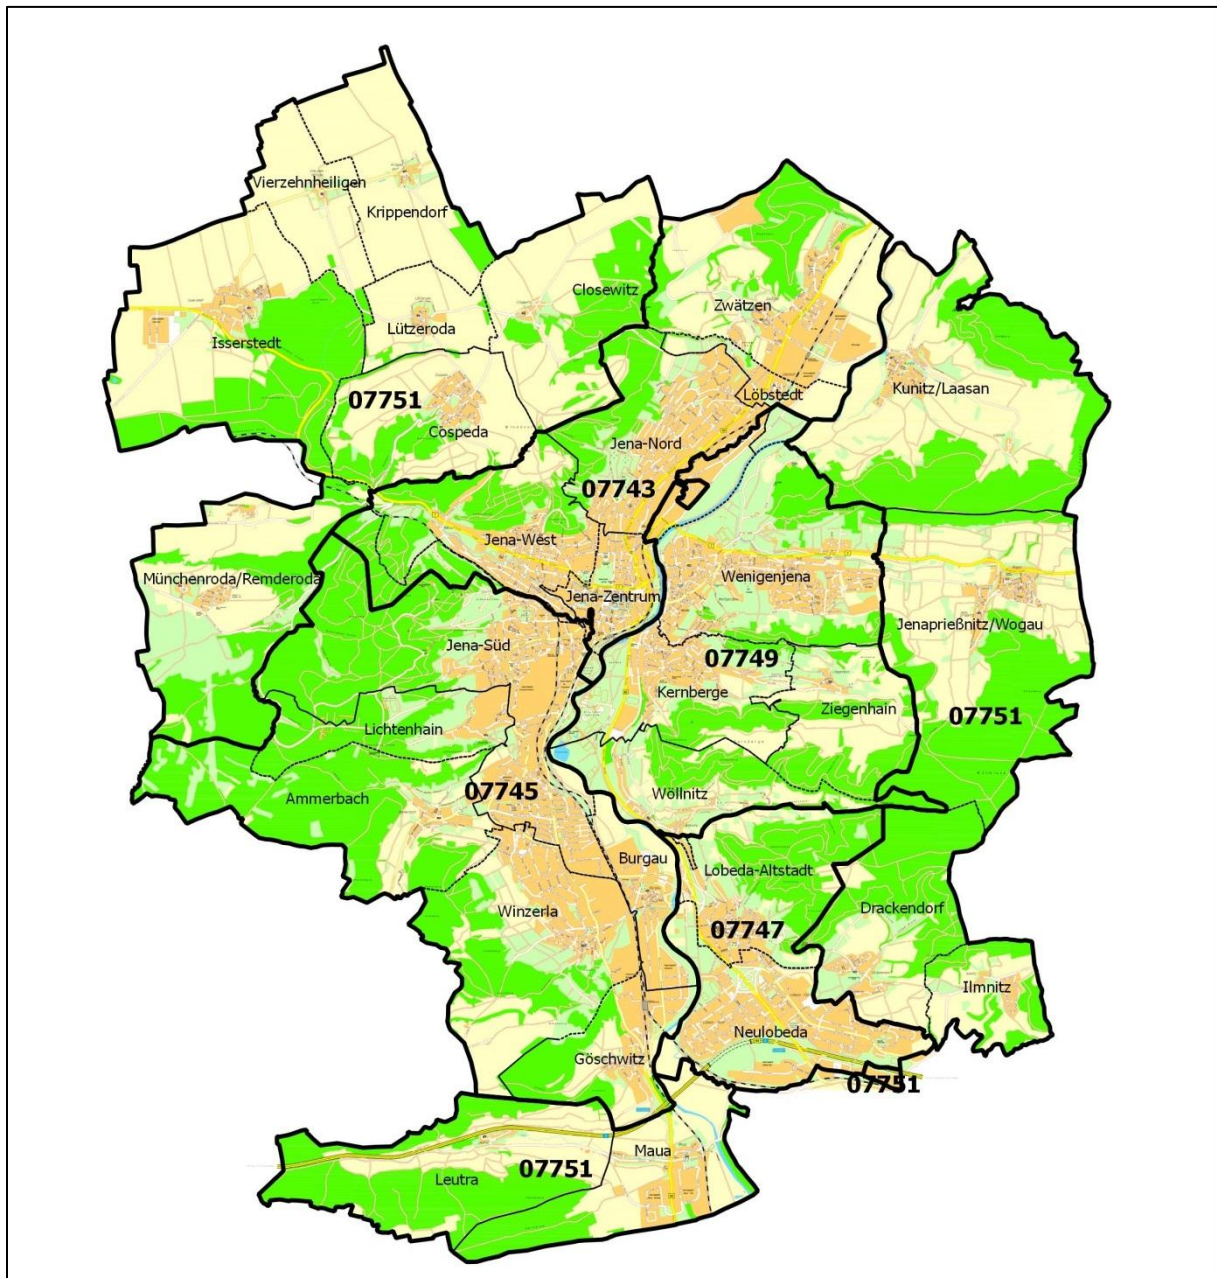 Vierzehnheiligen
Krippendorf
Closewitz
Zwätzen
Lützeroda
Isserstedt
Kunitz/Laasan
Löbstedt
07751
Cospeda
Jena-Nord
07743
Jena-West
Münchenroda/Remderoda
Wenigenjena
Jena-Zentrum
Jenaprießnitz/Wogau
Jena-Süd
07749
Kernberge
Ziegenhain
07751
Lichtenhain
Ammerbach
07745
Wöllnitz
Burgau
Lobeda-Altstadt
Winzerla
Drackendorf
07747
Ilmnitz
Neulobeda
Göschwitz
07751
Maua
07751
Leutra